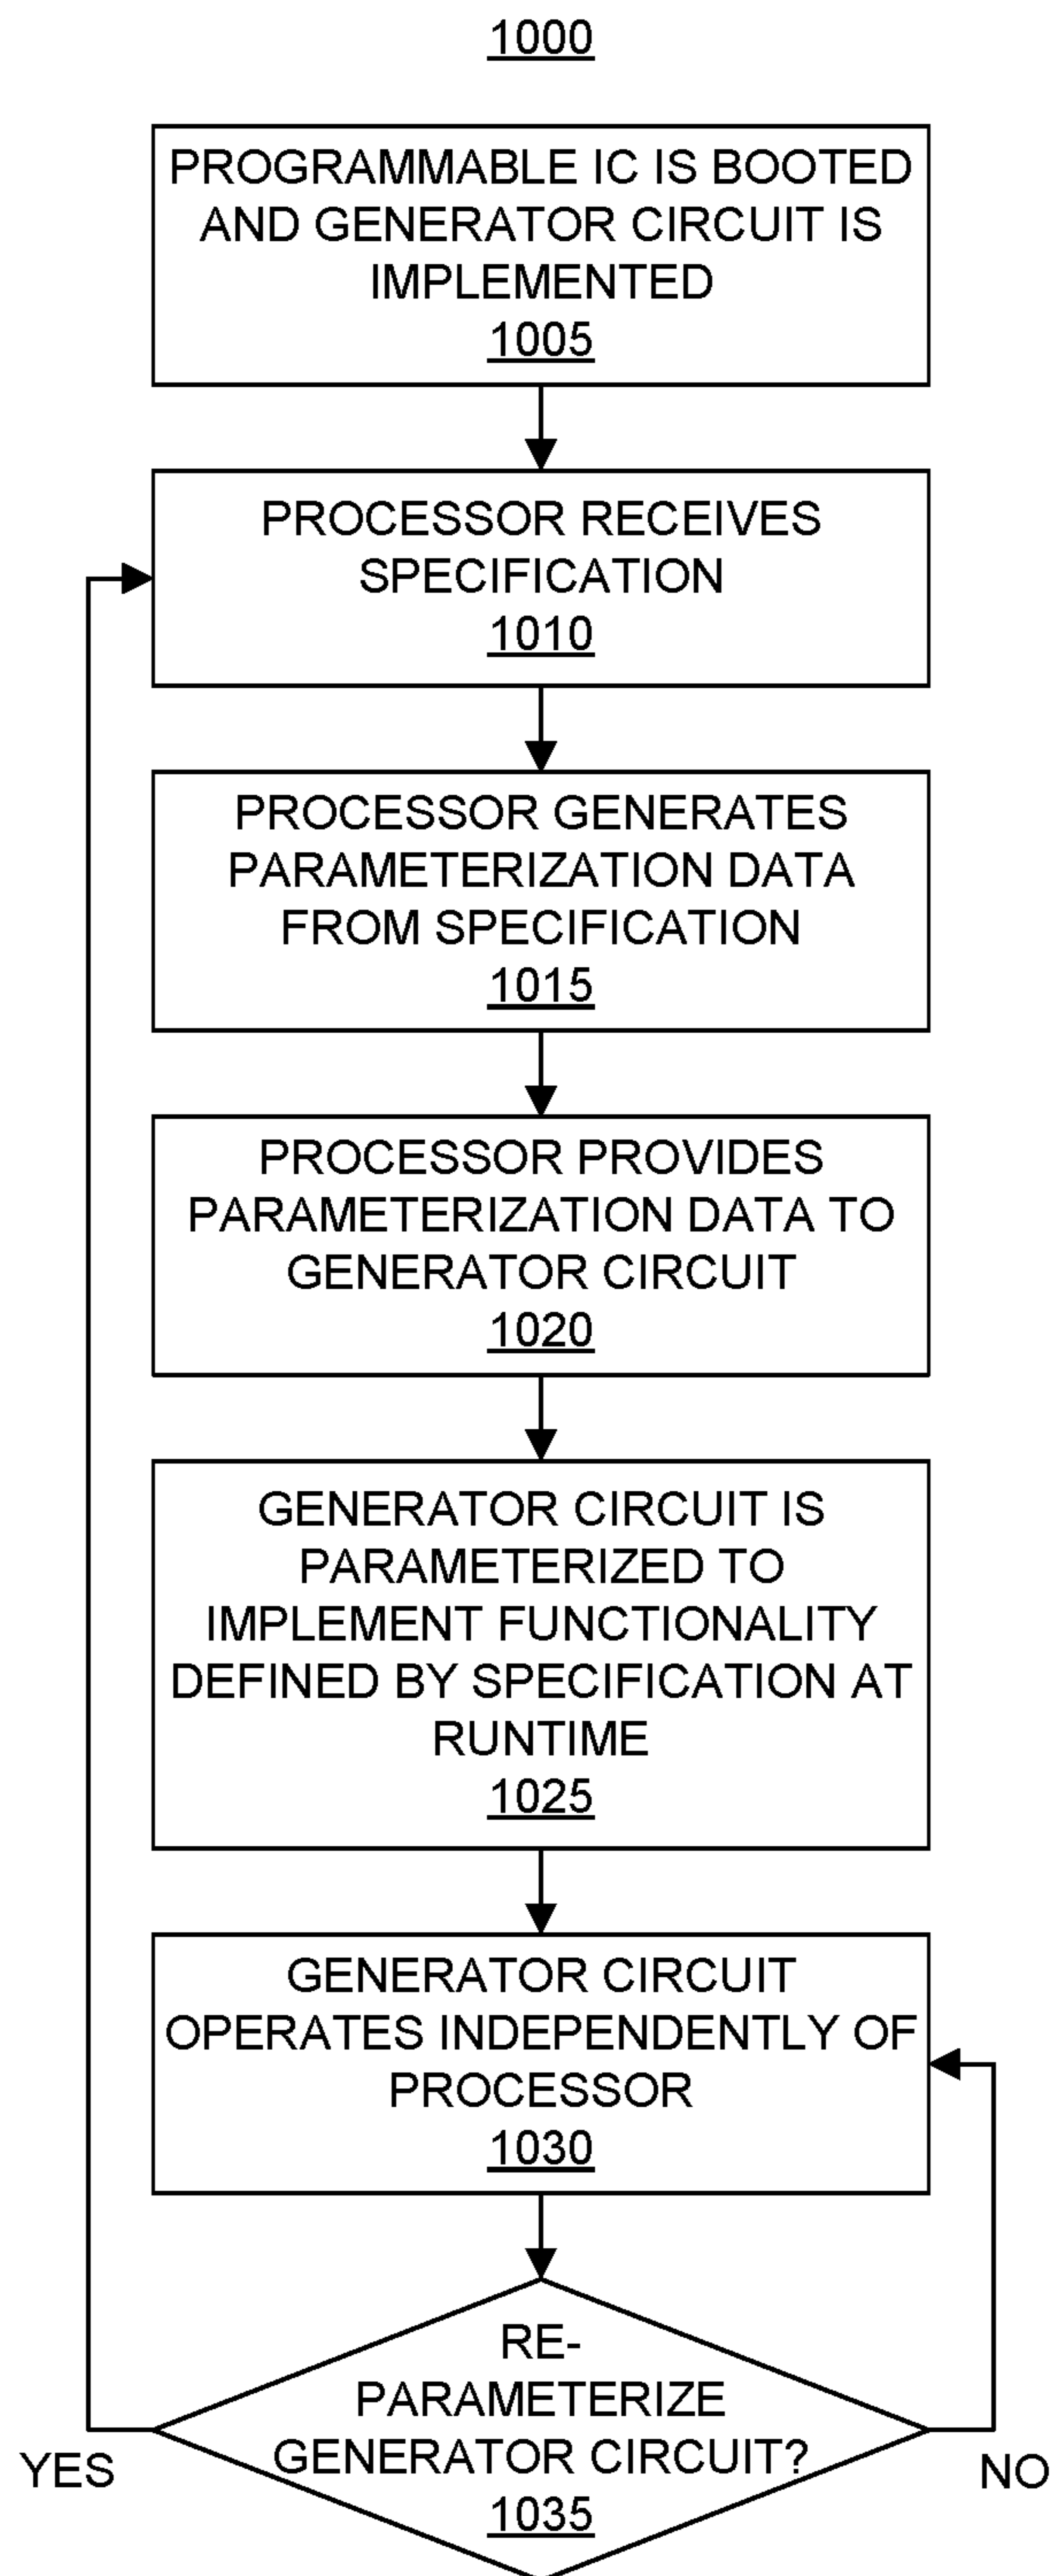 1000
PROGRAMMABLE IC IS BOOTED
AND GENERATOR CIRCUIT IS
IMPLEMENTED
1005
PROCESSOR RECEIVES
SPECIFICATION
1010
PROCESSOR GENERATES
PARAMETERIZATION DATA
FROM SPECIFICATION
1015
PROCESSOR PROVIDES
PARAMETERIZATION DATA TO
GENERATOR CIRCUIT
1020
GENERATOR CIRCUIT IS
PARAMETERIZED TO
IMPLEMENT FUNCTIONALITY
DEFINED BY SPECIFICATION AT
RUNTIME
1025
GENERATOR CIRCUIT
OPERATES INDEPENDENTLY OF
PROCESSOR
1030
RE-
PARAMETERIZE
GENERATOR CIRCUIT?
1035
YES
NO